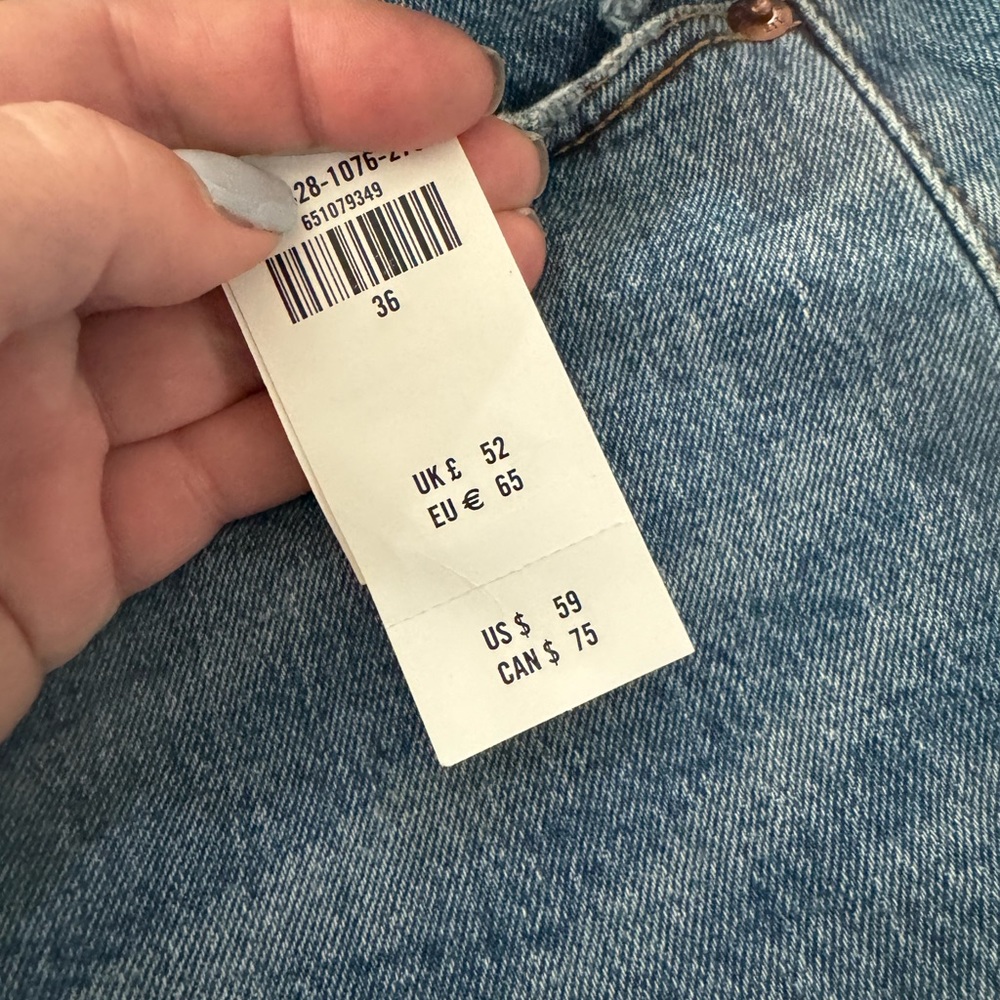 28-1076-2
651079349
36
UK £ 52
EU € 65
US $ 59
CAN $ 75